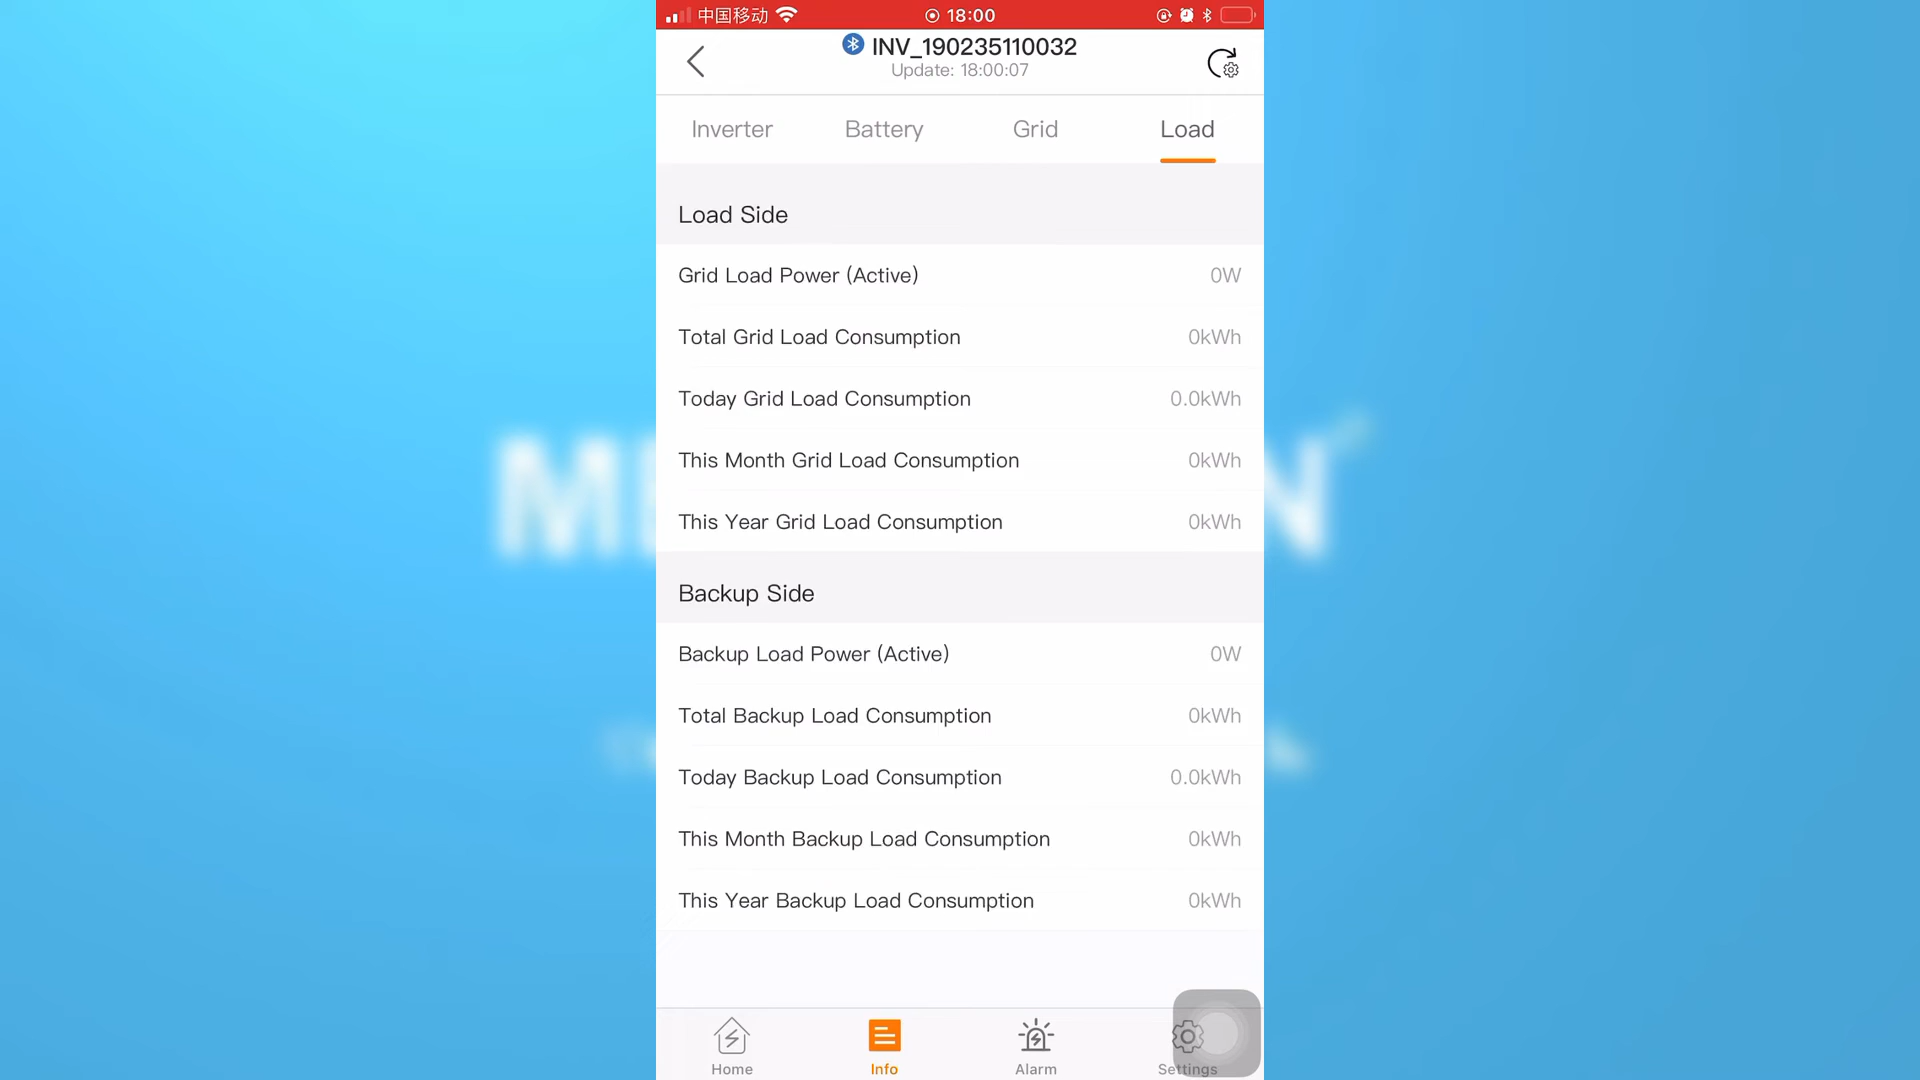 中国移动 18:00
INV_190235110032
Update: 18:00:07
Inverter Battery Grid Load
Load Side
Grid Load Power (Active) 0W
Total Grid Load Consumption 0kWh
Today Grid Load Consumption 0.0kWh
This Month Grid Load Consumption 0kWh
This Year Grid Load Consumption 0kWh
Backup Side
Backup Load Power (Active) 0W
Total Backup Load Consumption 0kWh
Today Backup Load Consumption 0.0kWh
This Month Backup Load Consumption 0kWh
This Year Backup Load Consumption 0kWh
Home Info Alarm Settings